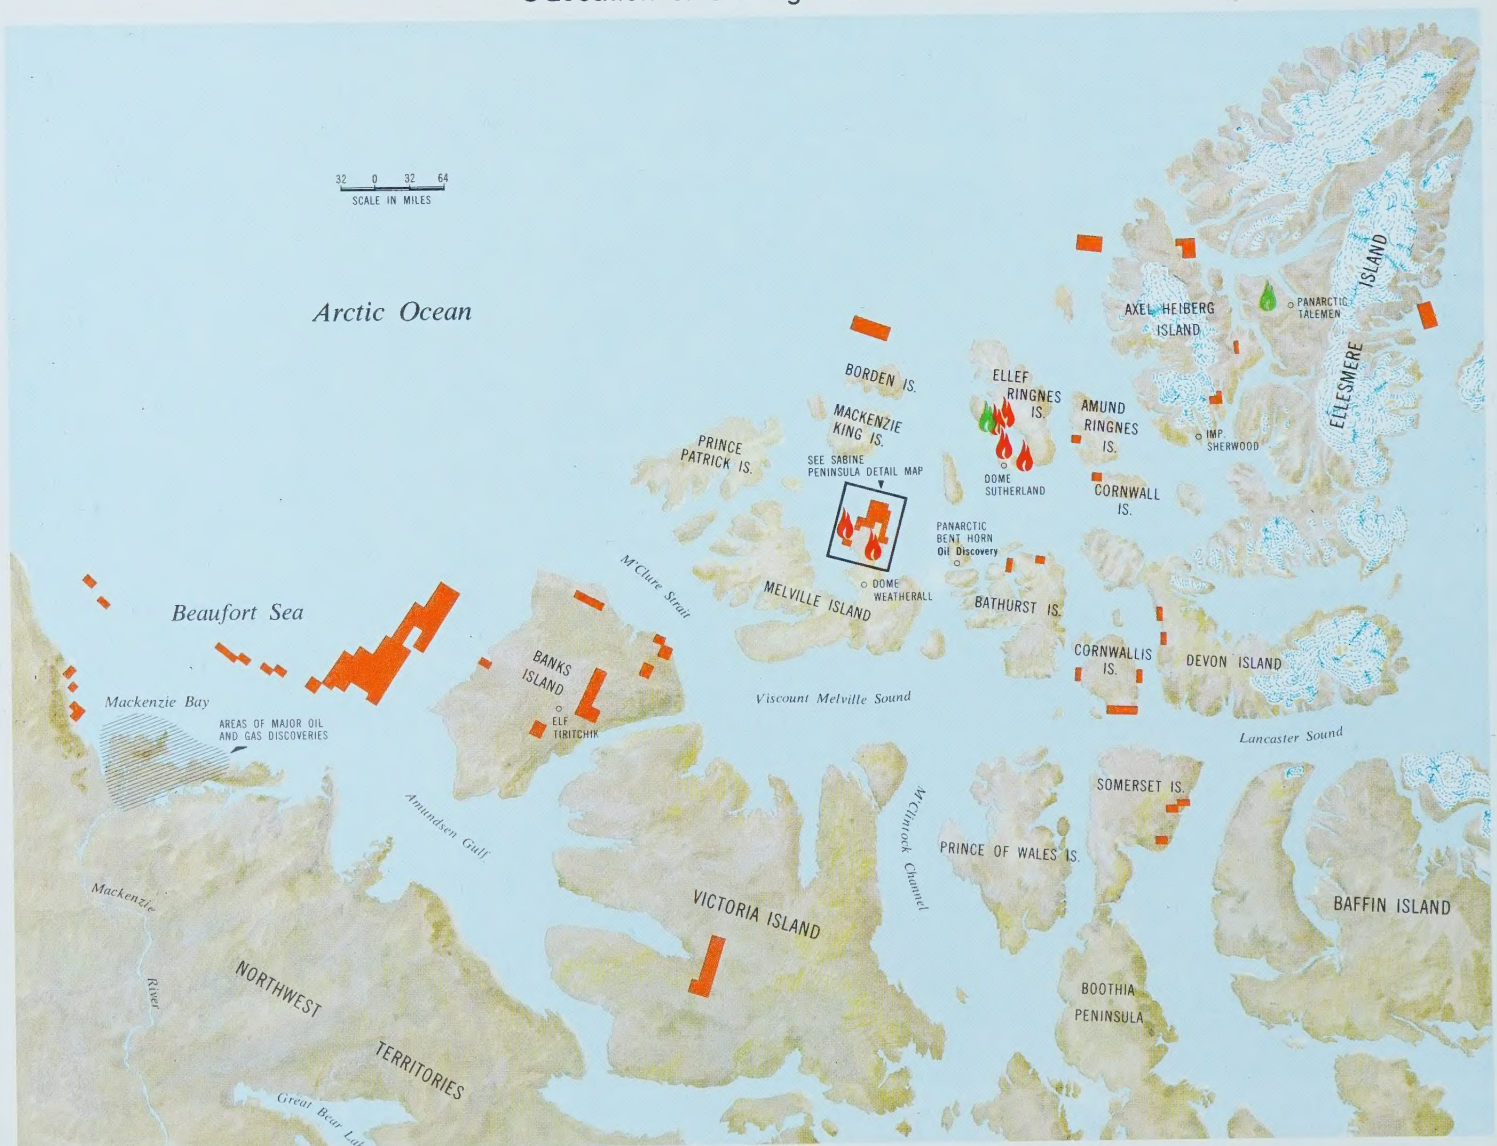 32 0 32 64
SCALE IN MILES
Arctic Ocean
AXEL HEIBERG
ISLAND
PANARCTIC
TALEMEN
ELLESMERE ISLAND
BORDEN IS.
ELLEF
RINGNES
IS.
MACKENZIE
KING IS.
AMUND
RINGNES
IS.
PRINCE
PATRICK IS.
IMP.
SHERWOOD
SEE SABINE
PENINSULA DETAIL MAP
DOME
SUTHERLAND
CORNWALL
IS.
PANARCTIC
BENT HORN
Oil Discovery
M'Clure Strait
DOME
WEATHERALL
MELVILLE ISLAND
BATHURST IS.
Beaufort Sea
BANKS
ISLAND
CORNWALLIS
IS.
DEVON ISLAND
Mackenzie Bay
Viscount Melville Sound
ELF
TIRITCHIK
AREAS OF MAJOR OIL
AND GAS DISCOVERIES
Lancaster Sound
Amundsen Gulf
SOMERSET IS.
M'Clintock Channel
PRINCE OF WALES IS.
Mackenzie
River
VICTORIA ISLAND
BAFFIN ISLAND
NORTHWEST
TERRITORIES
BOOTHIA
PENINSULA
Great Bear